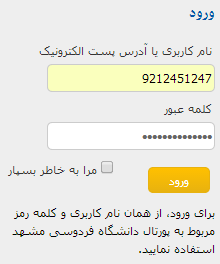 ورود
نام کاربری یا آدرس پست الکترونیک
9212451247
کلمه عبور
••••••••••••••
مرا به خاطر بسپار
ورود
برای ورود، از همان نام کاربری و کلمه رمز
مربوط به پورتال دانشگاه فردوسی مشهد
استفاده نمایید.